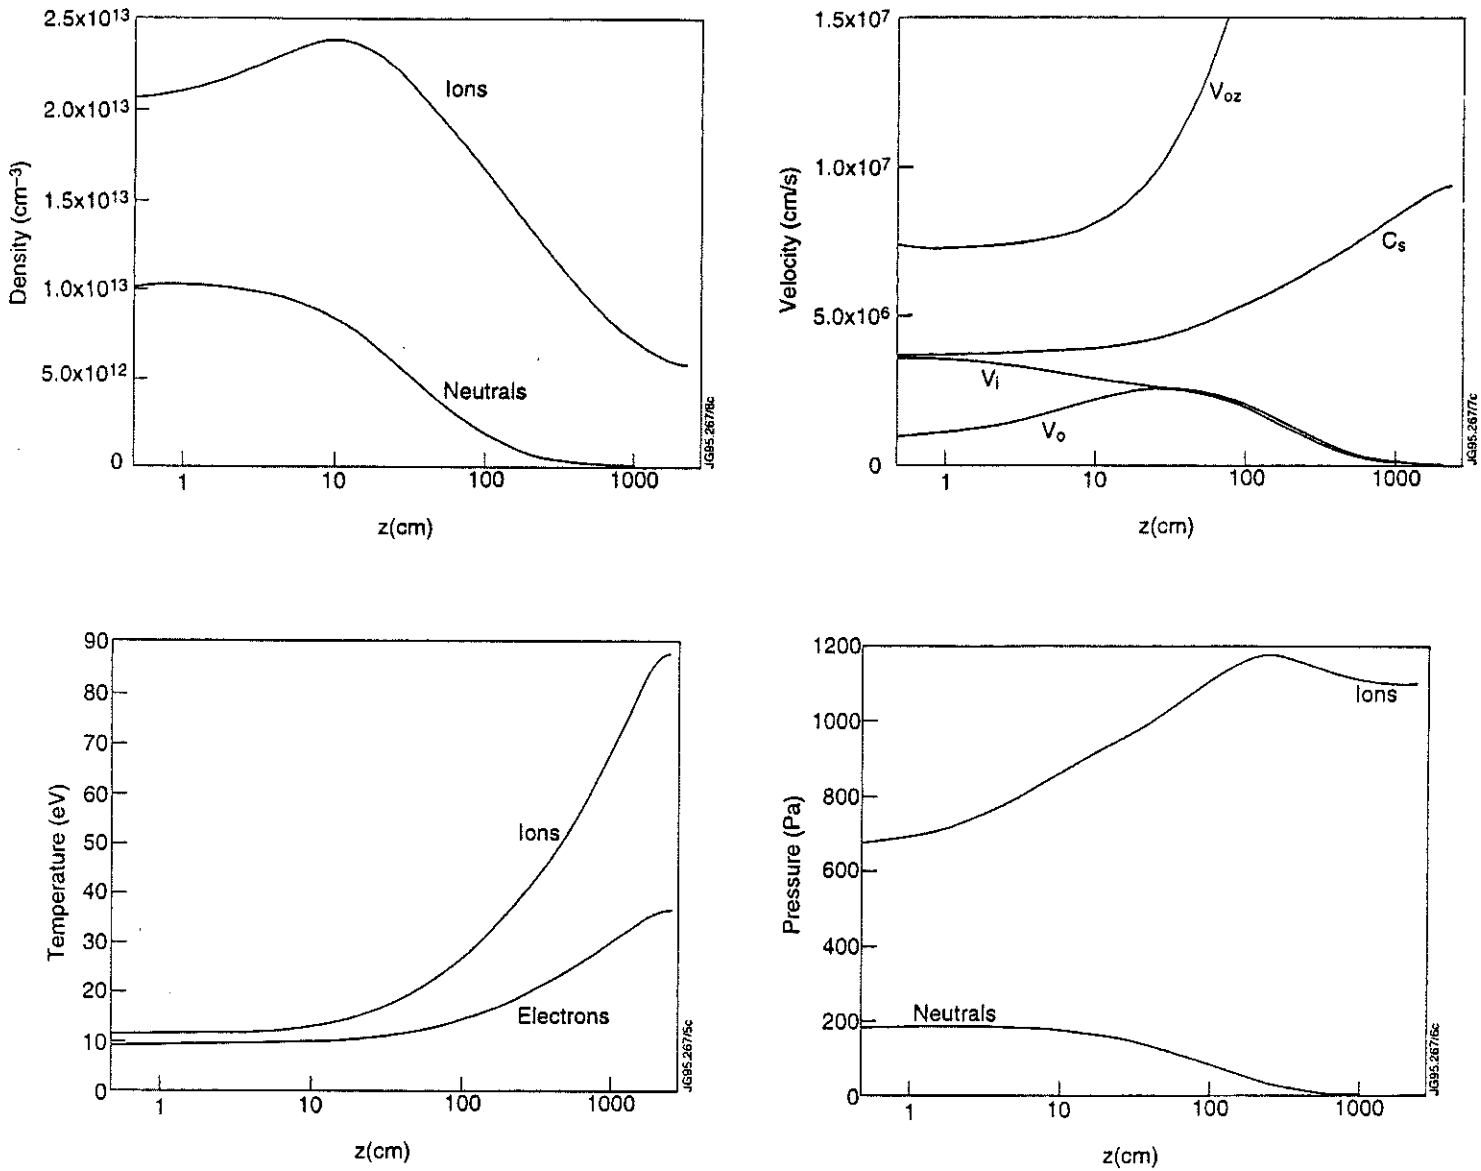 2.5x10¹³
2.0x10¹³
1.5x10¹³
1.0x10¹³
5.0x10¹²
0
Density (cm⁻³)
Ions
Neutrals
1
10
100
1000
z(cm)
JG95.267/8c
1.5x10⁷
1.0x10⁷
5.0x10⁶
0
Velocity (cm/s)
V₀z
Cₛ
Vᵢ
V₀
1
10
100
1000
z(cm)
JG95.267/7c
90
80
70
60
50
40
30
20
10
0
Temperature (eV)
Ions
Electrons
1
10
100
1000
z(cm)
JG95.267/5c
1200
1000
800
600
400
200
0
Pressure (Pa)
Ions
Neutrals
1
10
100
1000
z(cm)
JG95.267/6c